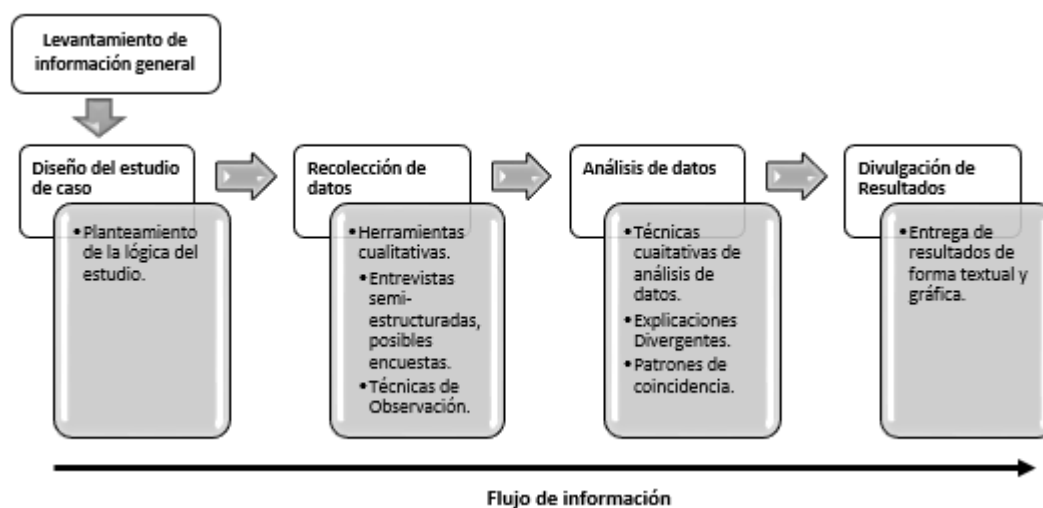 Levantamiento de
información general
Diseño del estudio
de caso
•Planteamiento
de la lógica del
estudio.
Recolección de
datos
•Herramientas
cualitativas.
•Entrevistas
semi-
estructuradas,
posibles
encuestas.
•Técnicas de
Observación.
Análisis de datos
•Técnicas
cuaitativas de
análisis de
datos.
•Explicaciones
Divergentes.
•Patrones de
coincidencia.
Divulgación de
Resultados
•Entrega de
resultados de
forma textual y
gráfica.
Flujo de información